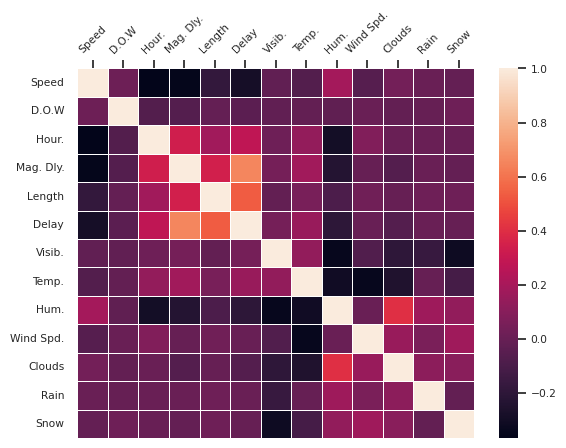 Speed D.O.W Hour. Mag. Dly. Length Delay Visib. Temp. Hum. Wind Spd. Clouds Rain Snow
Speed
D.O.W
Hour.
Mag. Dly.
Length
Delay
Visib.
Temp.
Hum.
Wind Spd.
Clouds
Rain
Snow
1.0
0.8
0.6
0.4
0.2
0.0
−0.2